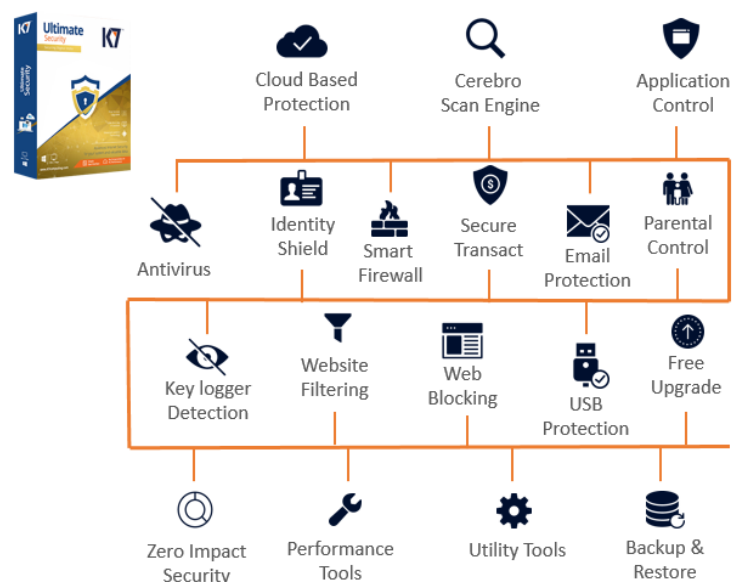 K7
Ultimate
Security
K7
Ultimate
Security
Cloud Based
Protection
Cerebro
Scan Engine
Application
Control
Antivirus
Identity
Shield
Smart
Firewall
Secure
Transact
Email
Protection
Parental
Control
Key logger
Detection
Website
Filtering
Web
Blocking
USB
Protection
Free
Upgrade
Zero Impact
Security
Performance
Tools
Utility Tools
Backup &
Restore